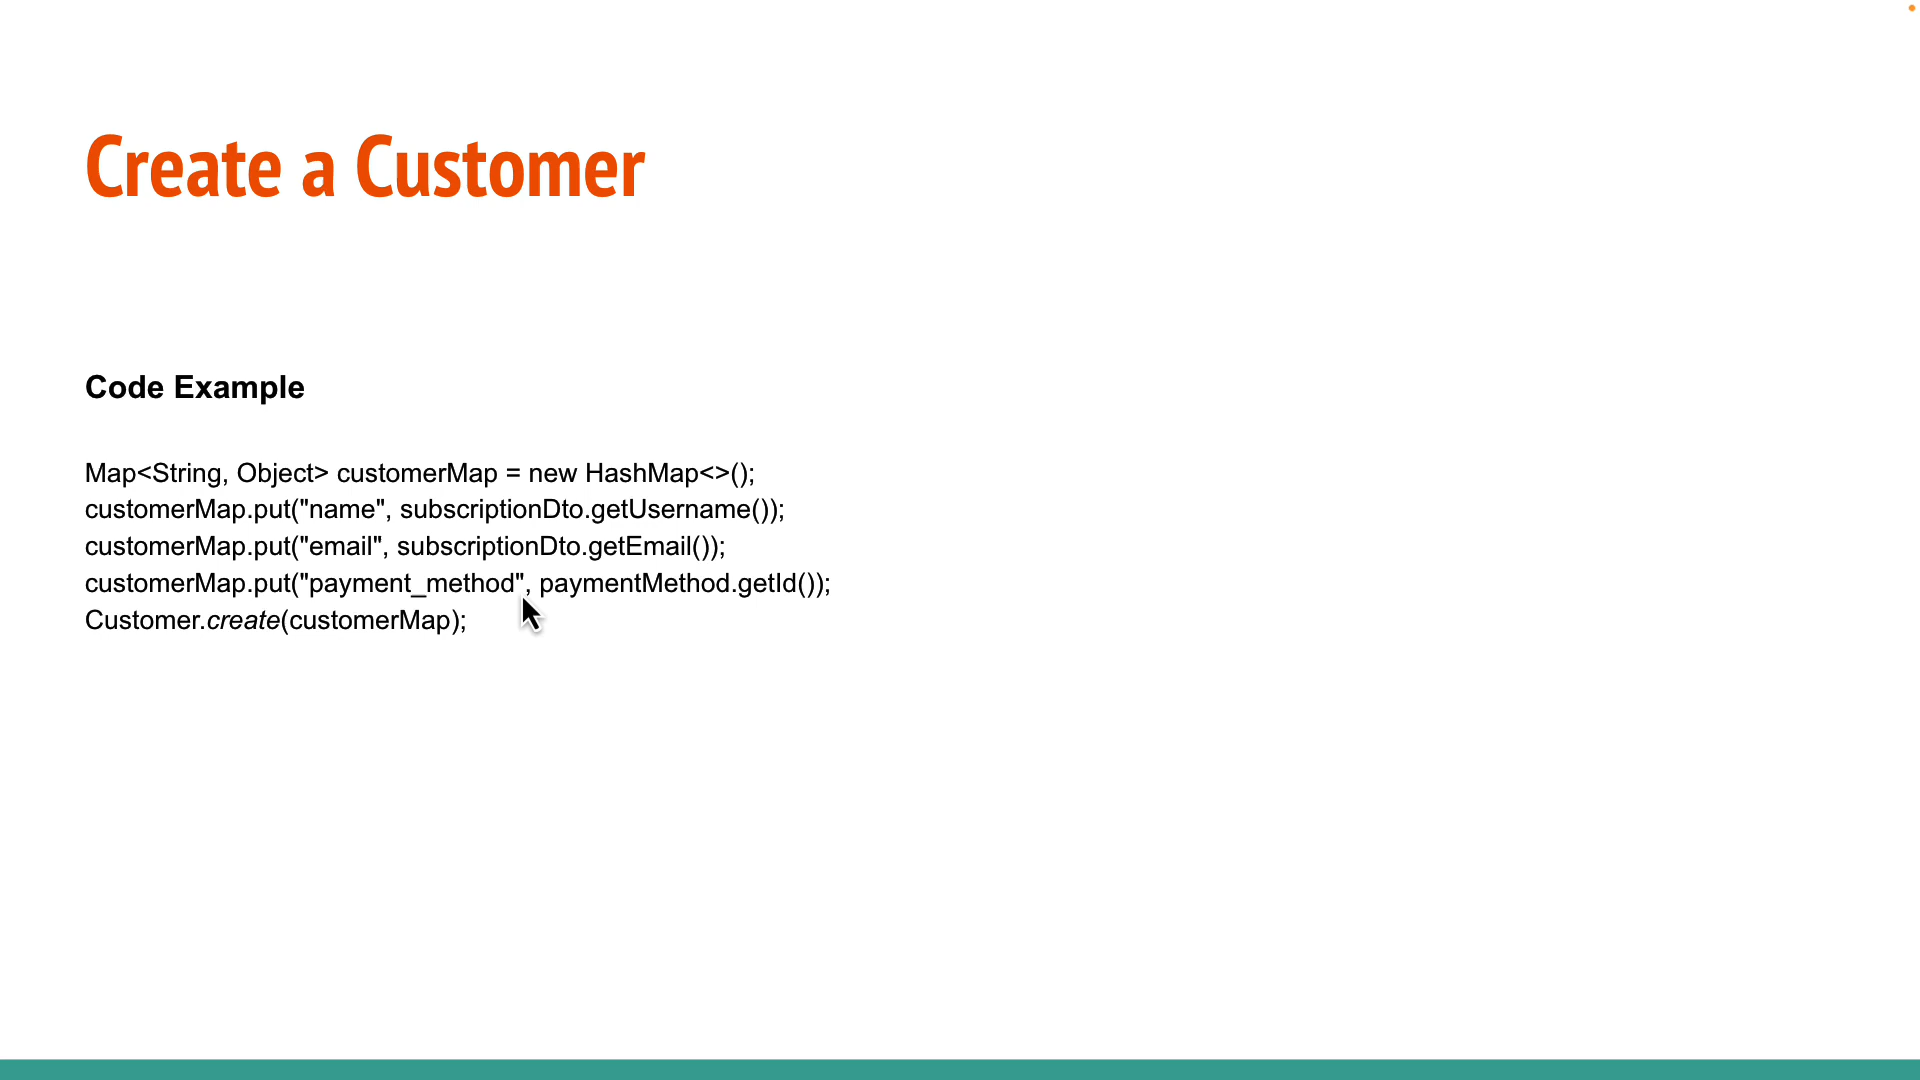 Create a Customer
Code Example
Map<String, Object> customerMap = new HashMap<>();
customerMap.put("name", subscriptionDto.getUsername());
customerMap.put("email", subscriptionDto.getEmail());
customerMap.put("payment_method", paymentMethod.getId());
Customer.create(customerMap);